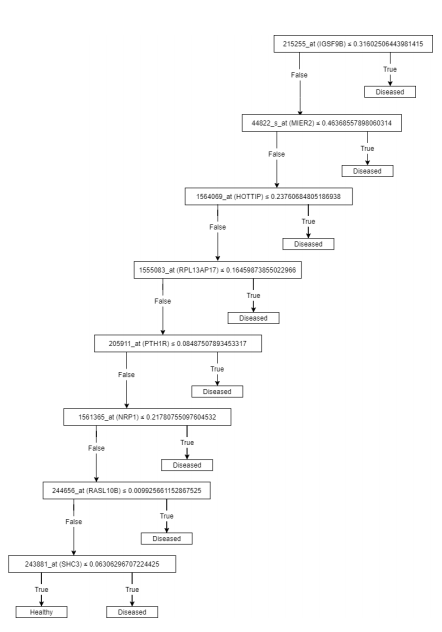 215255_at (IGSF9B) ≤ 0.31602506443981415
False
True
Diseased
44822_s_at (MIER2) ≤ 0.46368557898060314
False
True
Diseased
1564069_at (HOTTIP) ≤ 0.23760684805186938
False
True
Diseased
1555083_at (RPL13AP17) ≤ 0.16459873855022966
False
True
Diseased
205911_at (PTH1R) ≤ 0.08487507893453317
False
True
Diseased
1561365_at (NRP1) ≤ 0.21780755097604532
False
True
Diseased
244656_at (RASL10B) ≤ 0.009925661152867525
False
True
Diseased
243881_at (SHC3) ≤ 0.06306296707224425
True
True
Healthy
Diseased